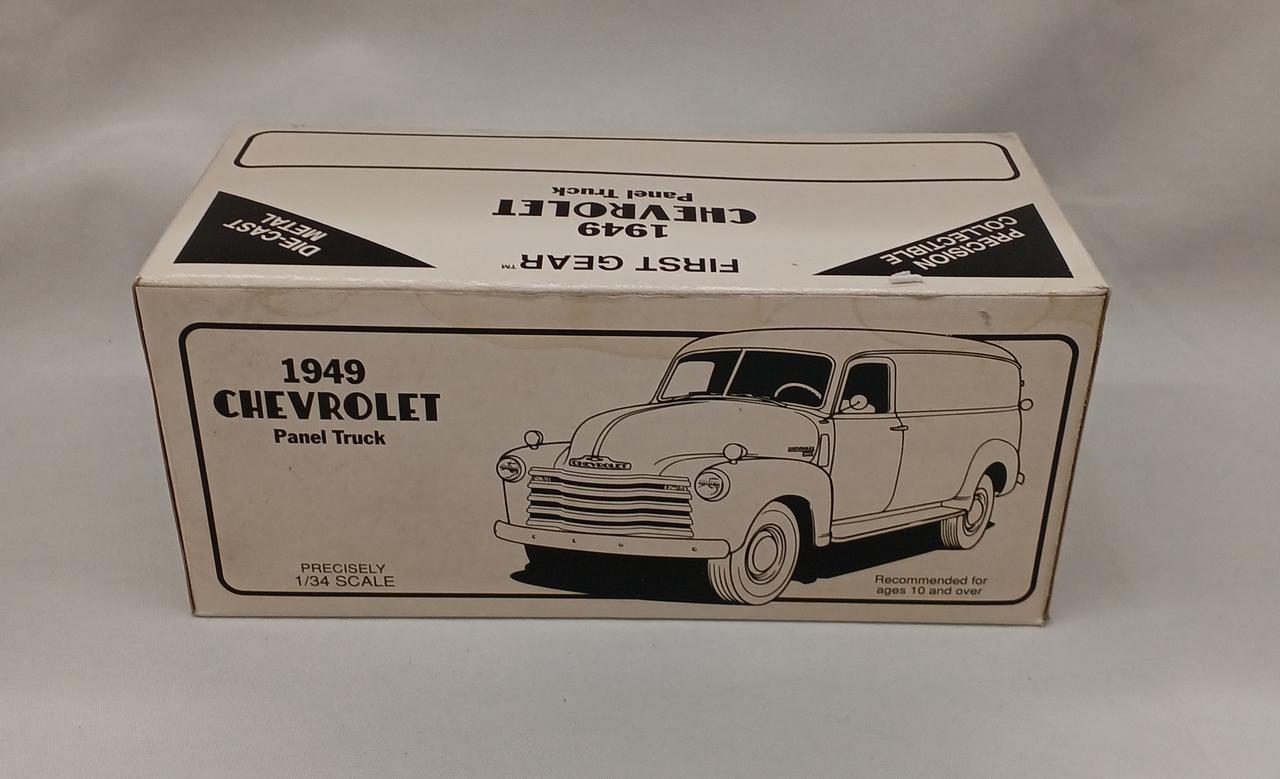 Panel Truck
CHEVROLET
1949
FIRST GEAR™
DIE-CAST
METAL
PRECISION
COLLECTIBLE
1949
CHEVROLET
Panel Truck
CHEVROLET
PRECISELY
1/34 SCALE
Recommended for
ages 10 and over